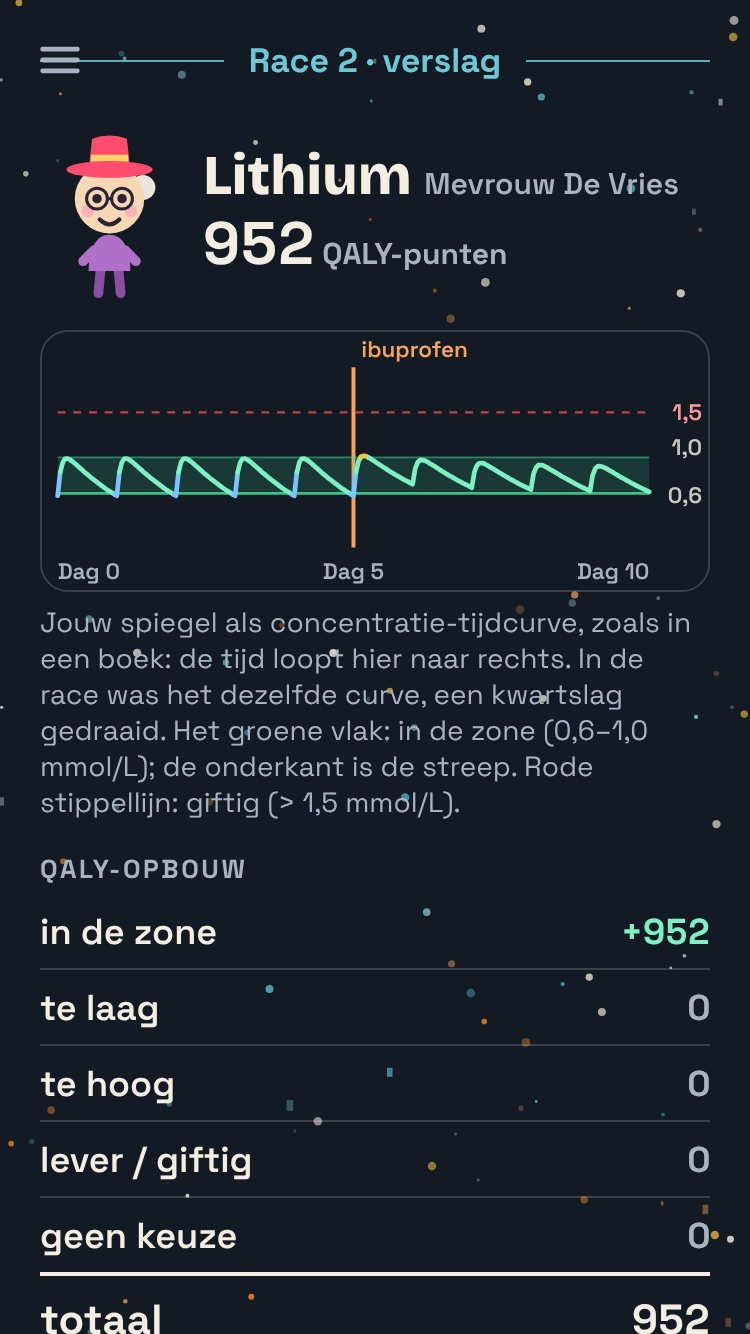 Race 2 · verslag
Lithium Mevrouw De Vries
952 QALY-punten
ibuprofen
1,5
1,0
0,6
Dag 0 Dag 5 Dag 10
Jouw spiegel als concentratie-tijdcurve, zoals in
een boek: de tijd loopt hier naar rechts. In de
race was het dezelfde curve, een kwartslag
gedraaid. Het groene vlak: in de zone (0,6–1,0
mmol/L); de onderkant is de streep. Rode
stippellijn: giftig (> 1,5 mmol/L).
QALY-OPBOUW
in de zone +952
te laag 0
te hoog 0
lever / giftig 0
geen keuze 0
totaal 952